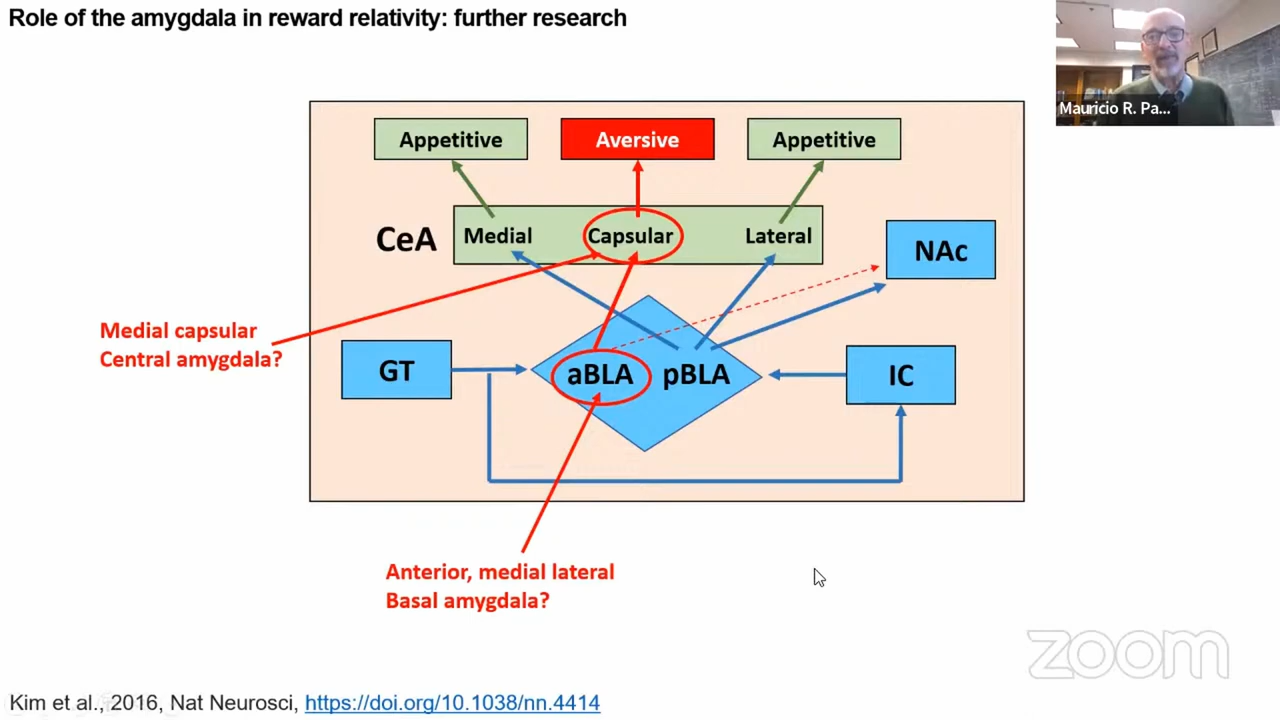 Role of the amygdala in reward relativity: further research
Mauricio R. Pa...
Appetitive
Aversive
Appetitive
CeA
Medial
Capsular
Lateral
NAc
Medial capsular
Central amygdala?
GT
aBLA
pBLA
IC
Anterior, medial lateral
Basal amygdala?
zoom
Kim et al., 2016, Nat Neurosci, https://doi.org/10.1038/nn.4414